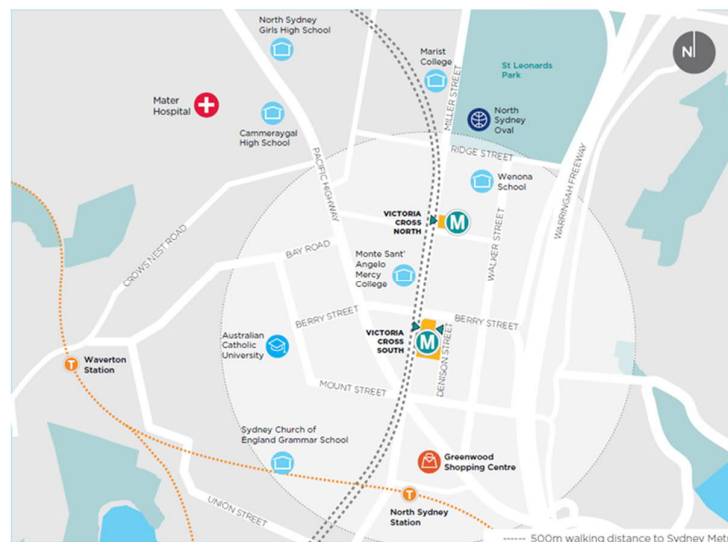 North Sydney
Girls High School
Marist
College
St Leonards
Park
N
Mater
Hospital
Cammeraygal
High School
MILLER STREET
North
Sydney
Oval
RIDGE STREET
WARRINGAH FREEWAY
PACIFIC HIGHWAY
Wenona
School
VICTORIA
CROSS
NORTH
M
CROWS NEST ROAD
BAY ROAD
Monte Sant'
Angelo
Mercy
College
WALKER STREET
BERRY STREET
BERRY STREET
Australian
Catholic
University
VICTORIA
CROSS
SOUTH
M
DENISON STREET
T
Waverton
Station
MOUNT STREET
Sydney Church of
England Grammar School
Greenwood
Shopping Centre
UNION STREET
T
North Sydney
Station
500m walking distance to Sydney Met